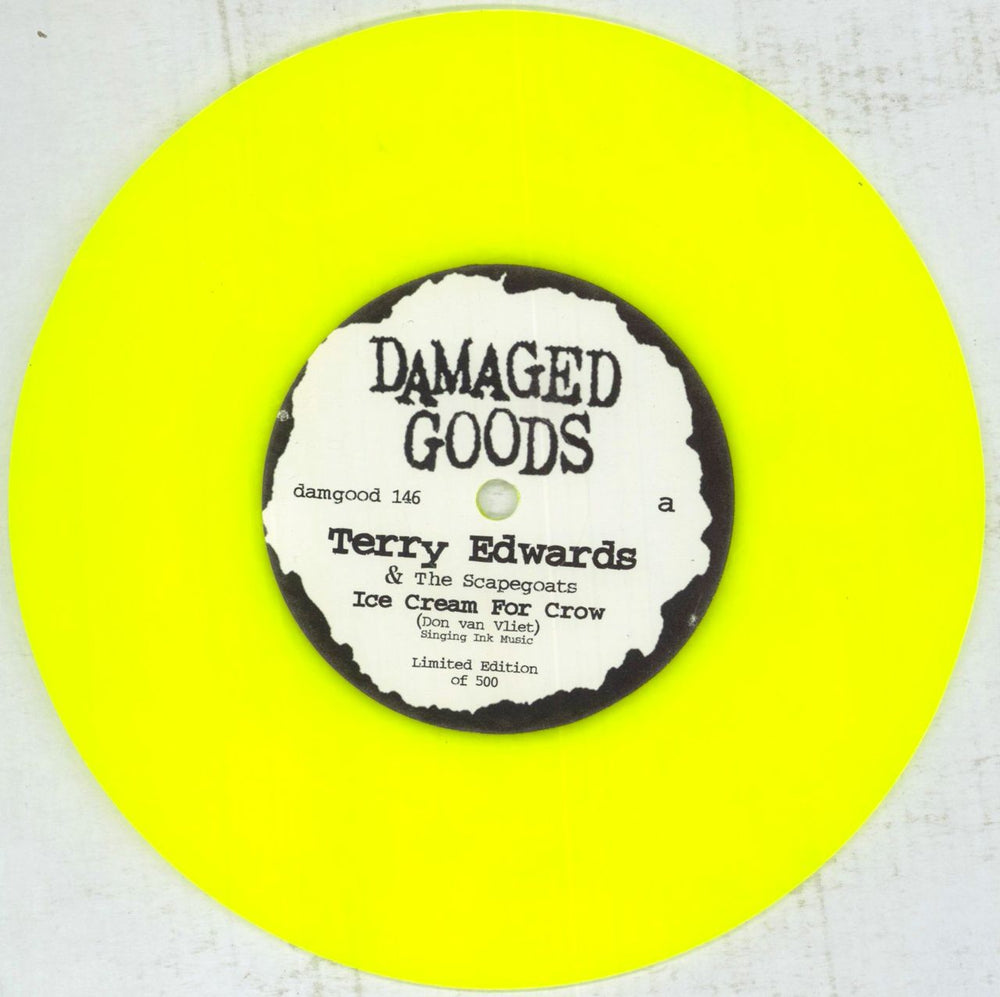 DAMAGED
GOODS
damgood 146
a
Terry Edwards
& The Scapegoats
Ice Cream For Crow
(Don van Vliet)
Singing Ink Music
Limited Edition
of 500